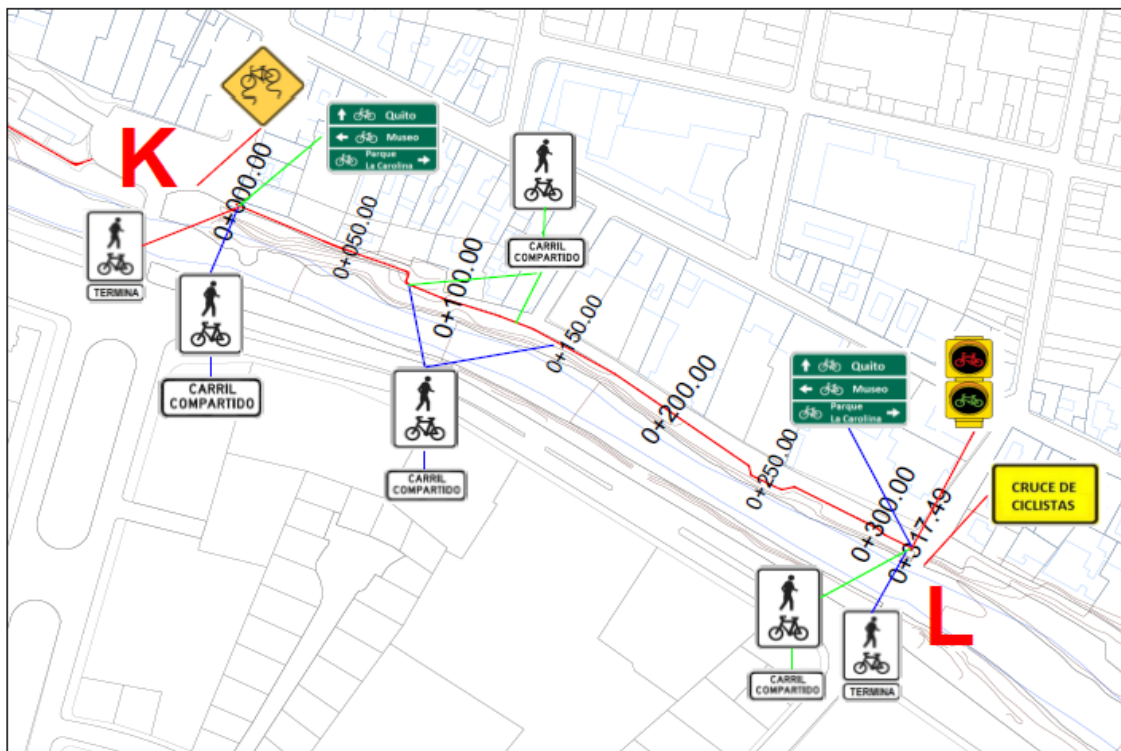 K
Quito
Museo
Parque
La Carolina
0+000.00
TERMINA
CARRIL
COMPARTIDO
0+050.00
CARRIL
COMPARTIDO
0+100.00
0+150.00
CARRIL
COMPARTIDO
0+200.00
Quito
Museo
Parque
La Carolina
0+250.00
0+300.00
0+317.49
CRUCE DE
CICLISTAS
CARRIL
COMPARTIDO
TERMINA
L